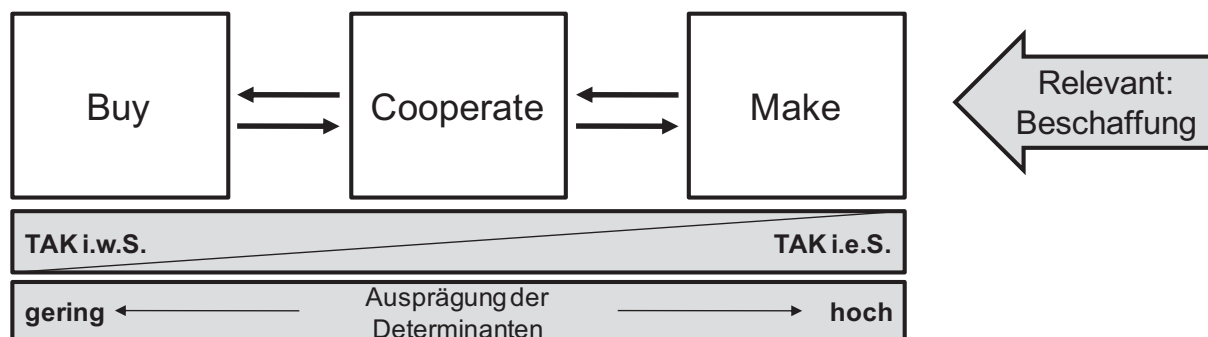 Buy
Cooperate
Make
Relevant:
Beschaffung
TAK i.w.S.
TAK i.e.S.
gering
Ausprägung der
Determinanten
hoch